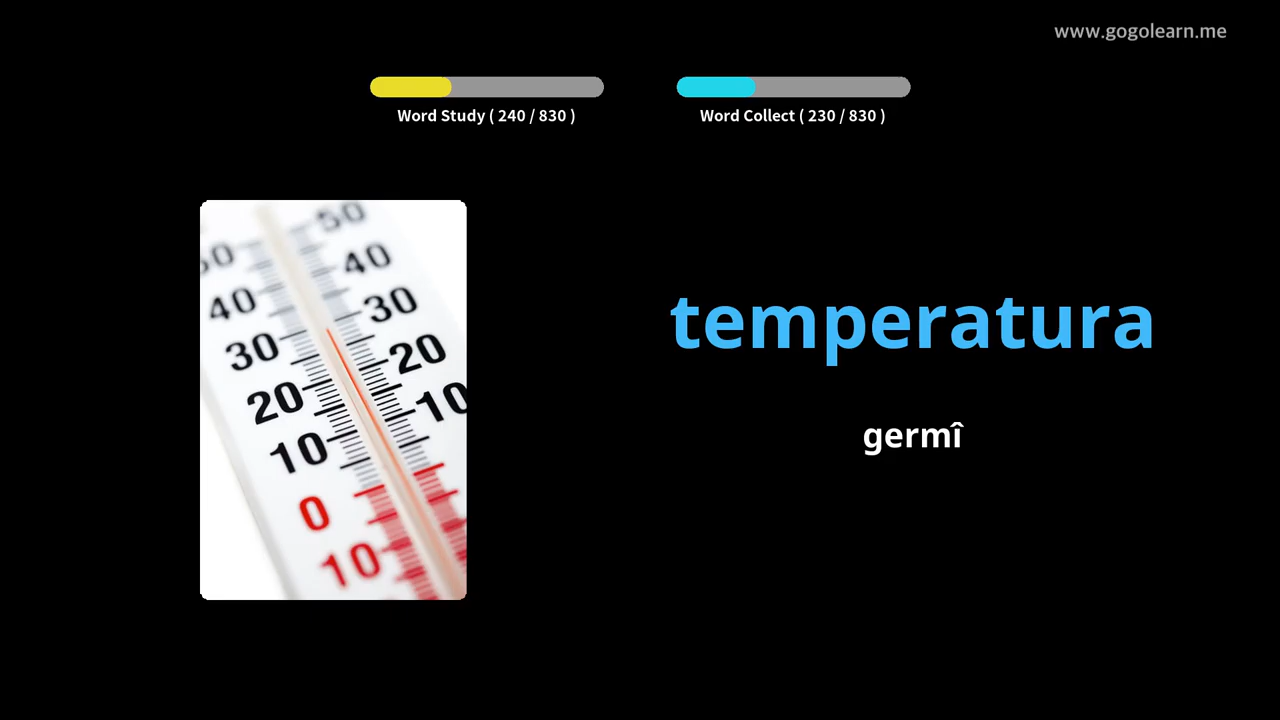 www.gogolearn.me
Word Study ( 240 / 830 )
Word Collect ( 230 / 830 )
50
50
40
40
30
30
20
20
10
10
0
10
temperatura
germî